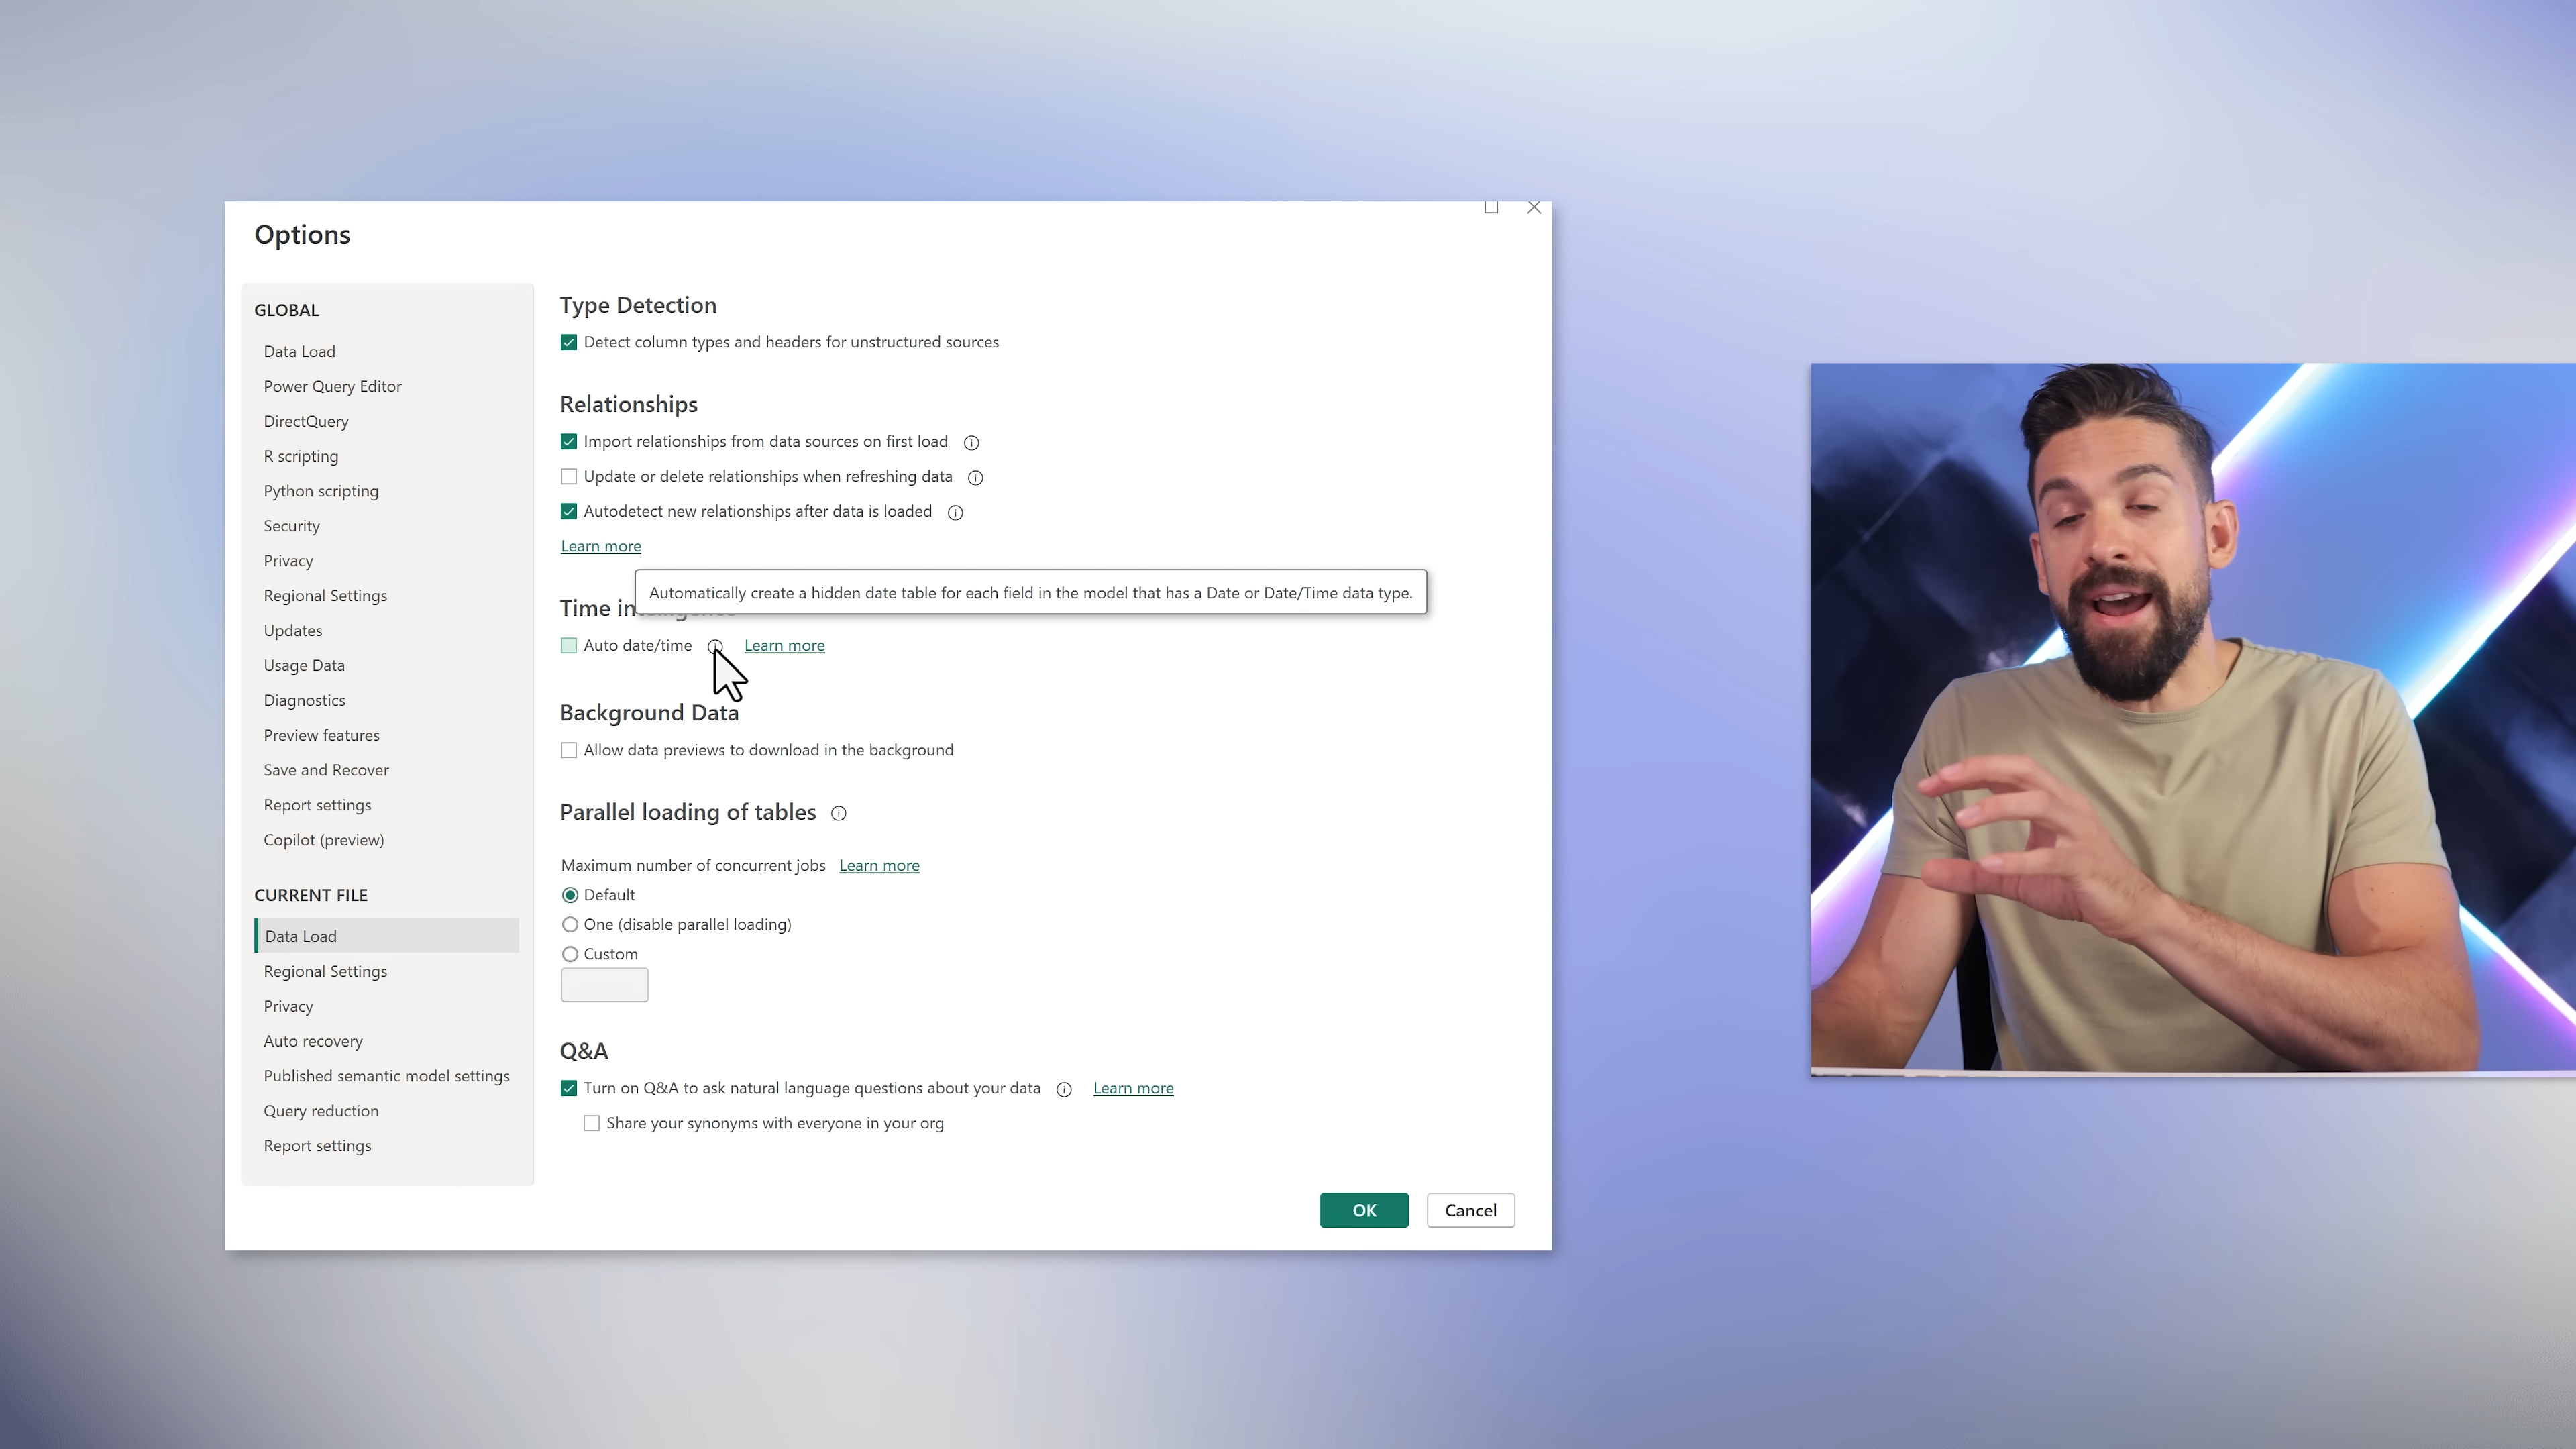 Options
GLOBAL
Data Load
Power Query Editor
DirectQuery
R scripting
Python scripting
Security
Privacy
Regional Settings
Updates
Usage Data
Diagnostics
Preview features
Save and Recover
Report settings
Copilot (preview)
CURRENT FILE
Data Load
Regional Settings
Privacy
Auto recovery
Published semantic model settings
Query reduction
Report settings
Type Detection
Detect column types and headers for unstructured sources
Relationships
Import relationships from data sources on first load
Update or delete relationships when refreshing data
Autodetect new relationships after data is loaded
Learn more
Automatically create a hidden date table for each field in the model that has a Date or Date/Time data type.
Time intelligence
Auto date/time Learn more
Background Data
Allow data previews to download in the background
Parallel loading of tables
Maximum number of concurrent jobs Learn more
Default
One (disable parallel loading)
Custom
Q&A
Turn on Q&A to ask natural language questions about your data Learn more
Share your synonyms with everyone in your org
OK Cancel